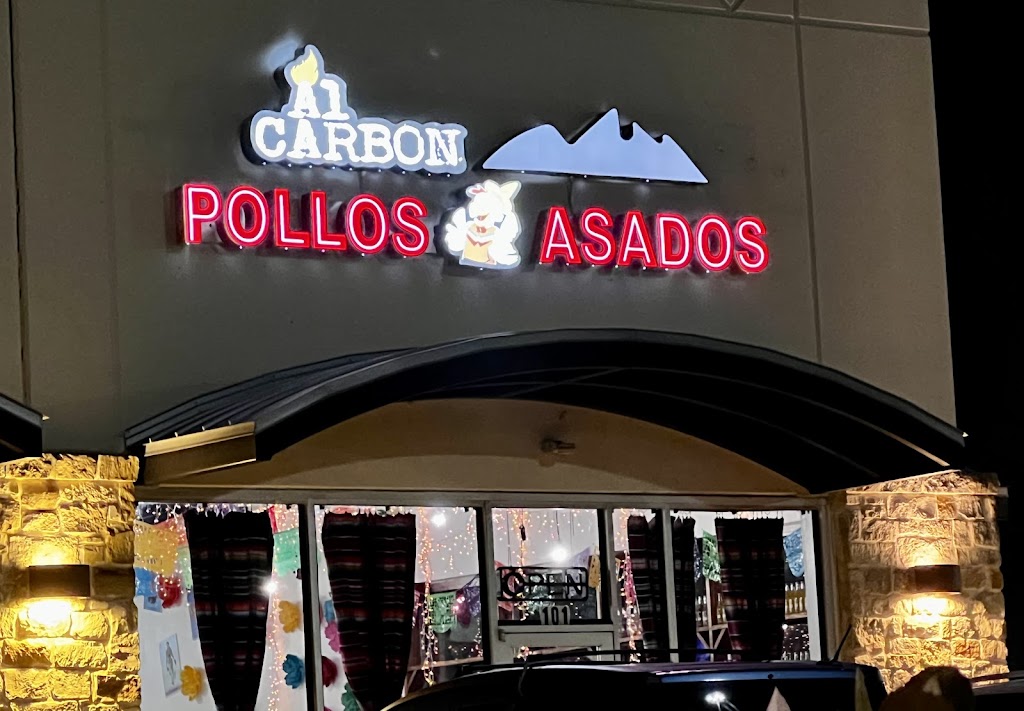 Al
CARBON
POLLOS ASADOS
OPEN
101